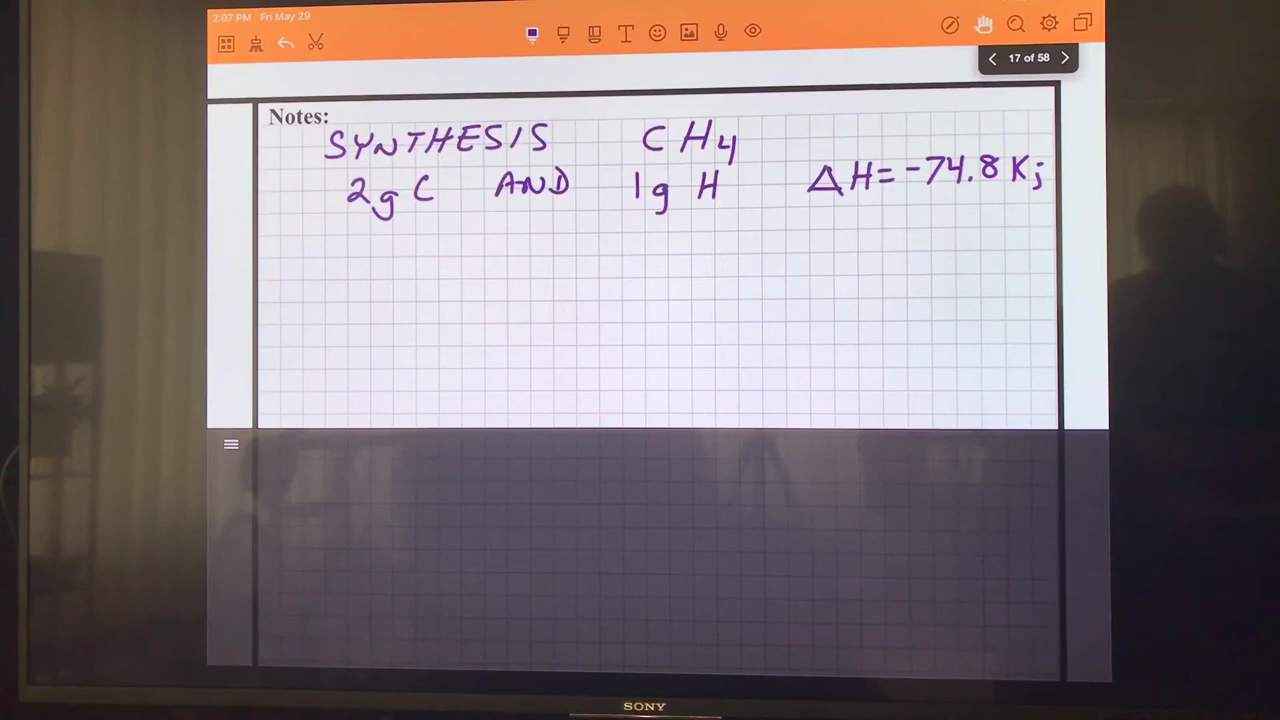 2:07 PM Fri May 29
17 of 58
Notes:
SYNTHESIS CH4
2g C AND 1g H ΔH= -74.8 Kj
SONY